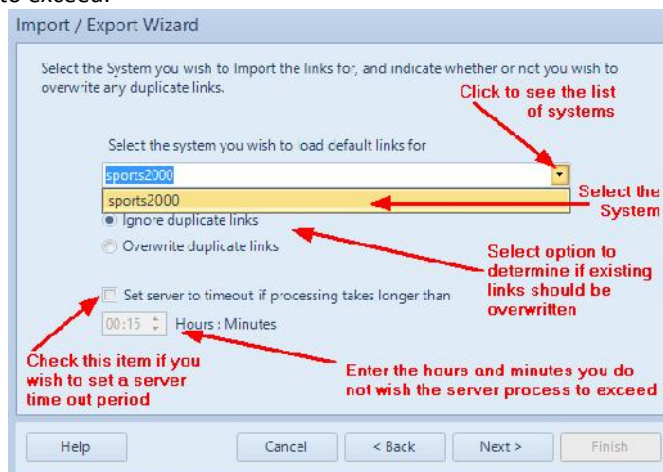 to exceed.
Import / Export Wizard
Select the System you wish to Import the links for, and indicate whether or not you wish to
overwrite any duplicate links.
Click to see the list
of systems
Select the system you wish to load default links for
sports2000
sports2000
Select the
System
Ignore duplicate links
Overwrite duplicate links
Select option to
determine if existing
links should be
overwritten
Set server to timeout if processing takes longer than
00:15 Hours : Minutes
Check this item if you
wish to set a server
time out period
Enter the hours and minutes you do
not wish the server process to exceed
Help Cancel < Back Next > Finish